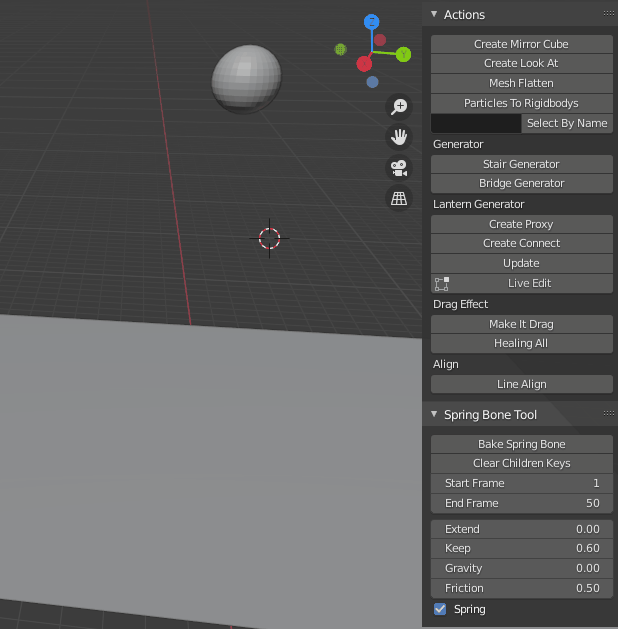 Actions
Create Mirror Cube
Create Look At
Mesh Flatten
Particles To Rigidbodys
Select By Name
Generator
Stair Generator
Bridge Generator
Lantern Generator
Create Proxy
Create Connect
Update
Live Edit
Drag Effect
Make It Drag
Healing All
Align
Line Align
Spring Bone Tool
Bake Spring Bone
Clear Children Keys
Start Frame 1
End Frame 50
Extend 0.00
Keep 0.60
Gravity 0.00
Friction 0.50
Spring
Z
Y